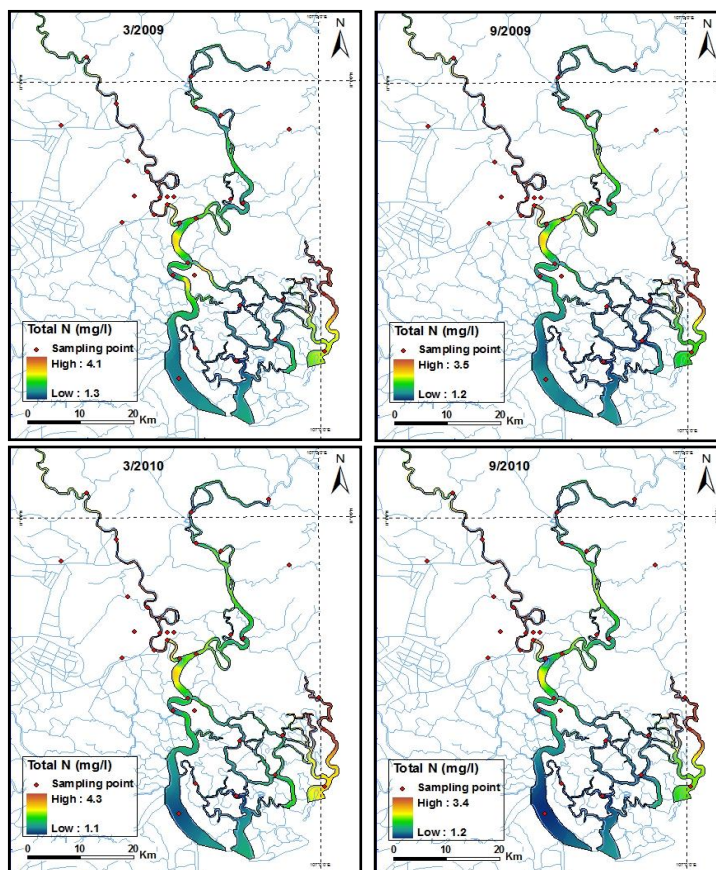 3/2009
N
Total N (mg/l)
Sampling point
High : 4.1
Low : 1.3
0 10 20
Km
9/2009
N
Total N (mg/l)
Sampling point
High : 3.5
Low : 1.2
0 10 20
Km
3/2010
N
Total N (mg/l)
Sampling point
High : 4.3
Low : 1.1
0 10 20
Km
9/2010
N
Total N (mg/l)
Sampling point
High : 3.4
Low : 1.2
0 10 20
Km